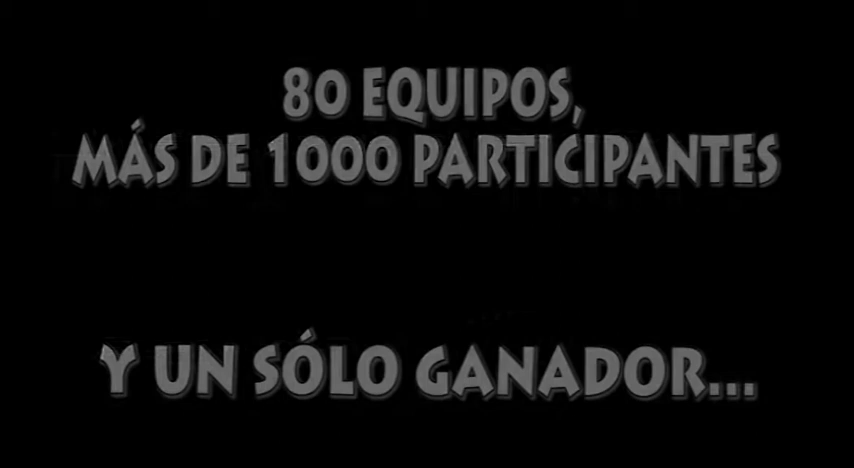 80 EQUIPOS,
MÁS DE 1000 PARTICIPANTES
Y UN SÓLO GANADOR...